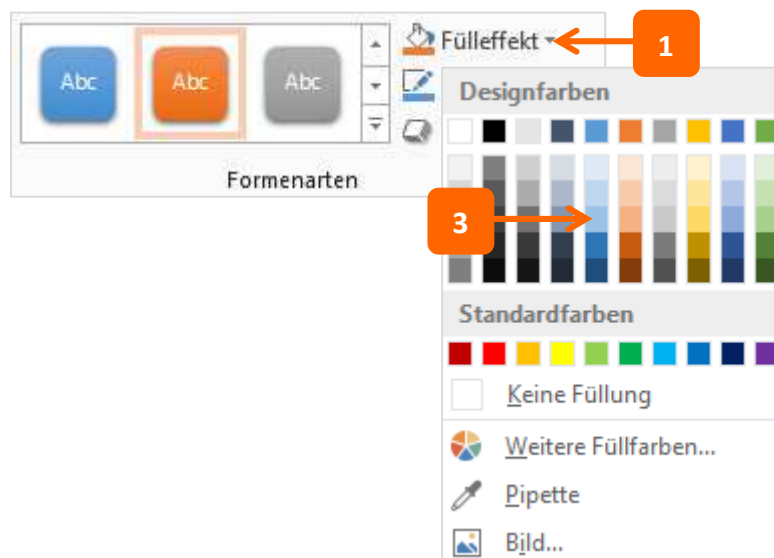 Abc Abc Abc Fülleffekt 1
Designfarben
Formenarten
3
Standardfarben
Keine Füllung
Weitere Füllfarben...
Pipette
Bild...